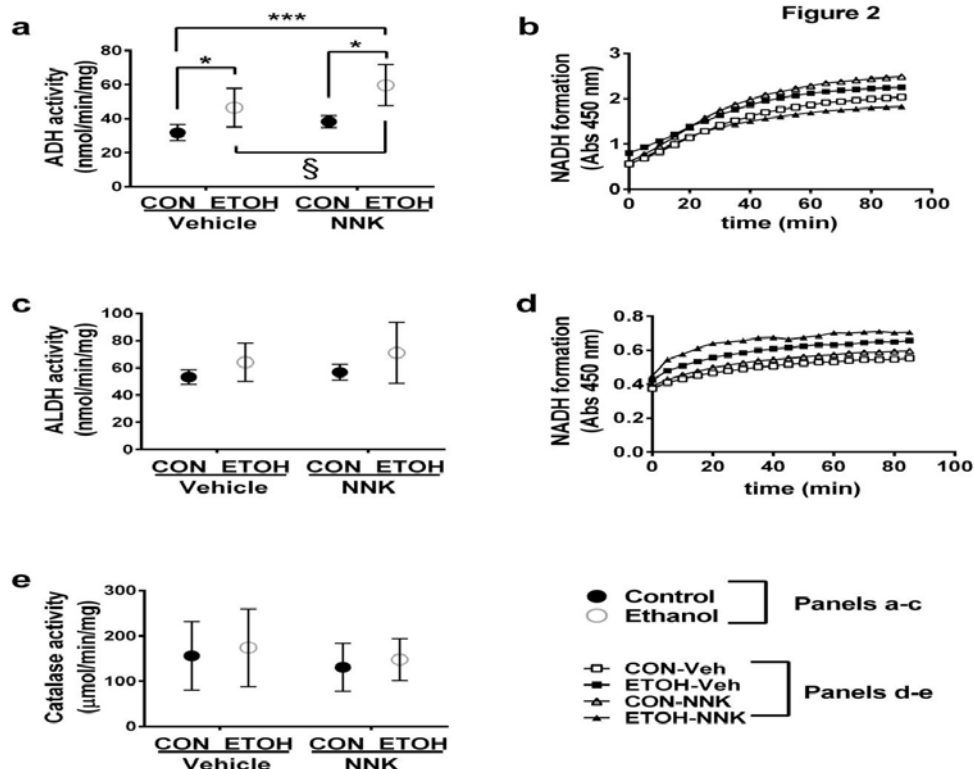 Figure 2
a
***
*
*
§
ADH activity
(nmol/min/mg)
80
60
40
20
0
CON ETOH
CON ETOH
Vehicle
NNK
b
NADH formation
(Abs 450 nm)
3
2
1
0
0 20 40 60 80 100
time (min)
c
ALDH activity
(nmol/min/mg)
100
80
60
40
20
0
CON ETOH
CON ETOH
Vehicle
NNK
d
NADH formation
(Abs 450 nm)
0.8
0.6
0.4
0.2
0.0
0 20 40 60 80 100
time (min)
e
Catalase activity
(µmol/min/mg)
300
200
100
0
CON ETOH
CON ETOH
Vehicle
NNK
Control
Ethanol
Panels a-c
CON-Veh
ETOH-Veh
CON-NNK
ETOH-NNK
Panels d-e